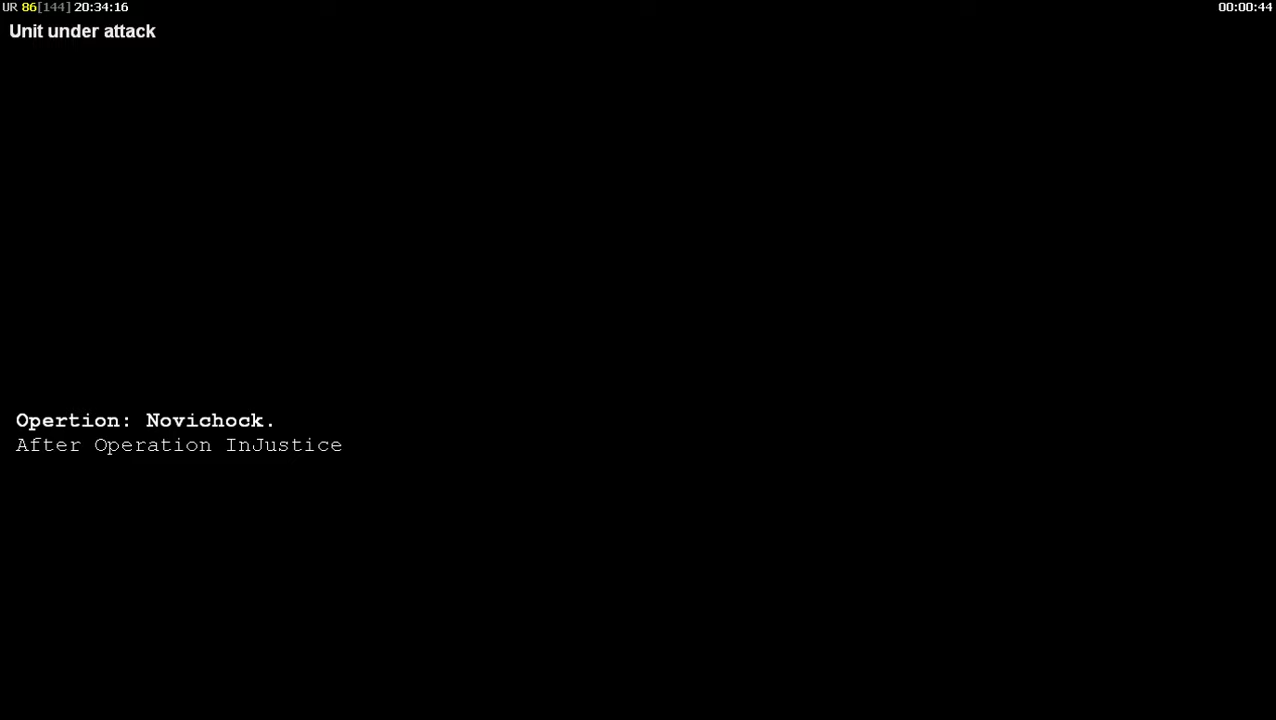 UR 86[144] 20:34:16 00:00:44
Unit under attack
Opertion: Novichock.
After Operation InJustice